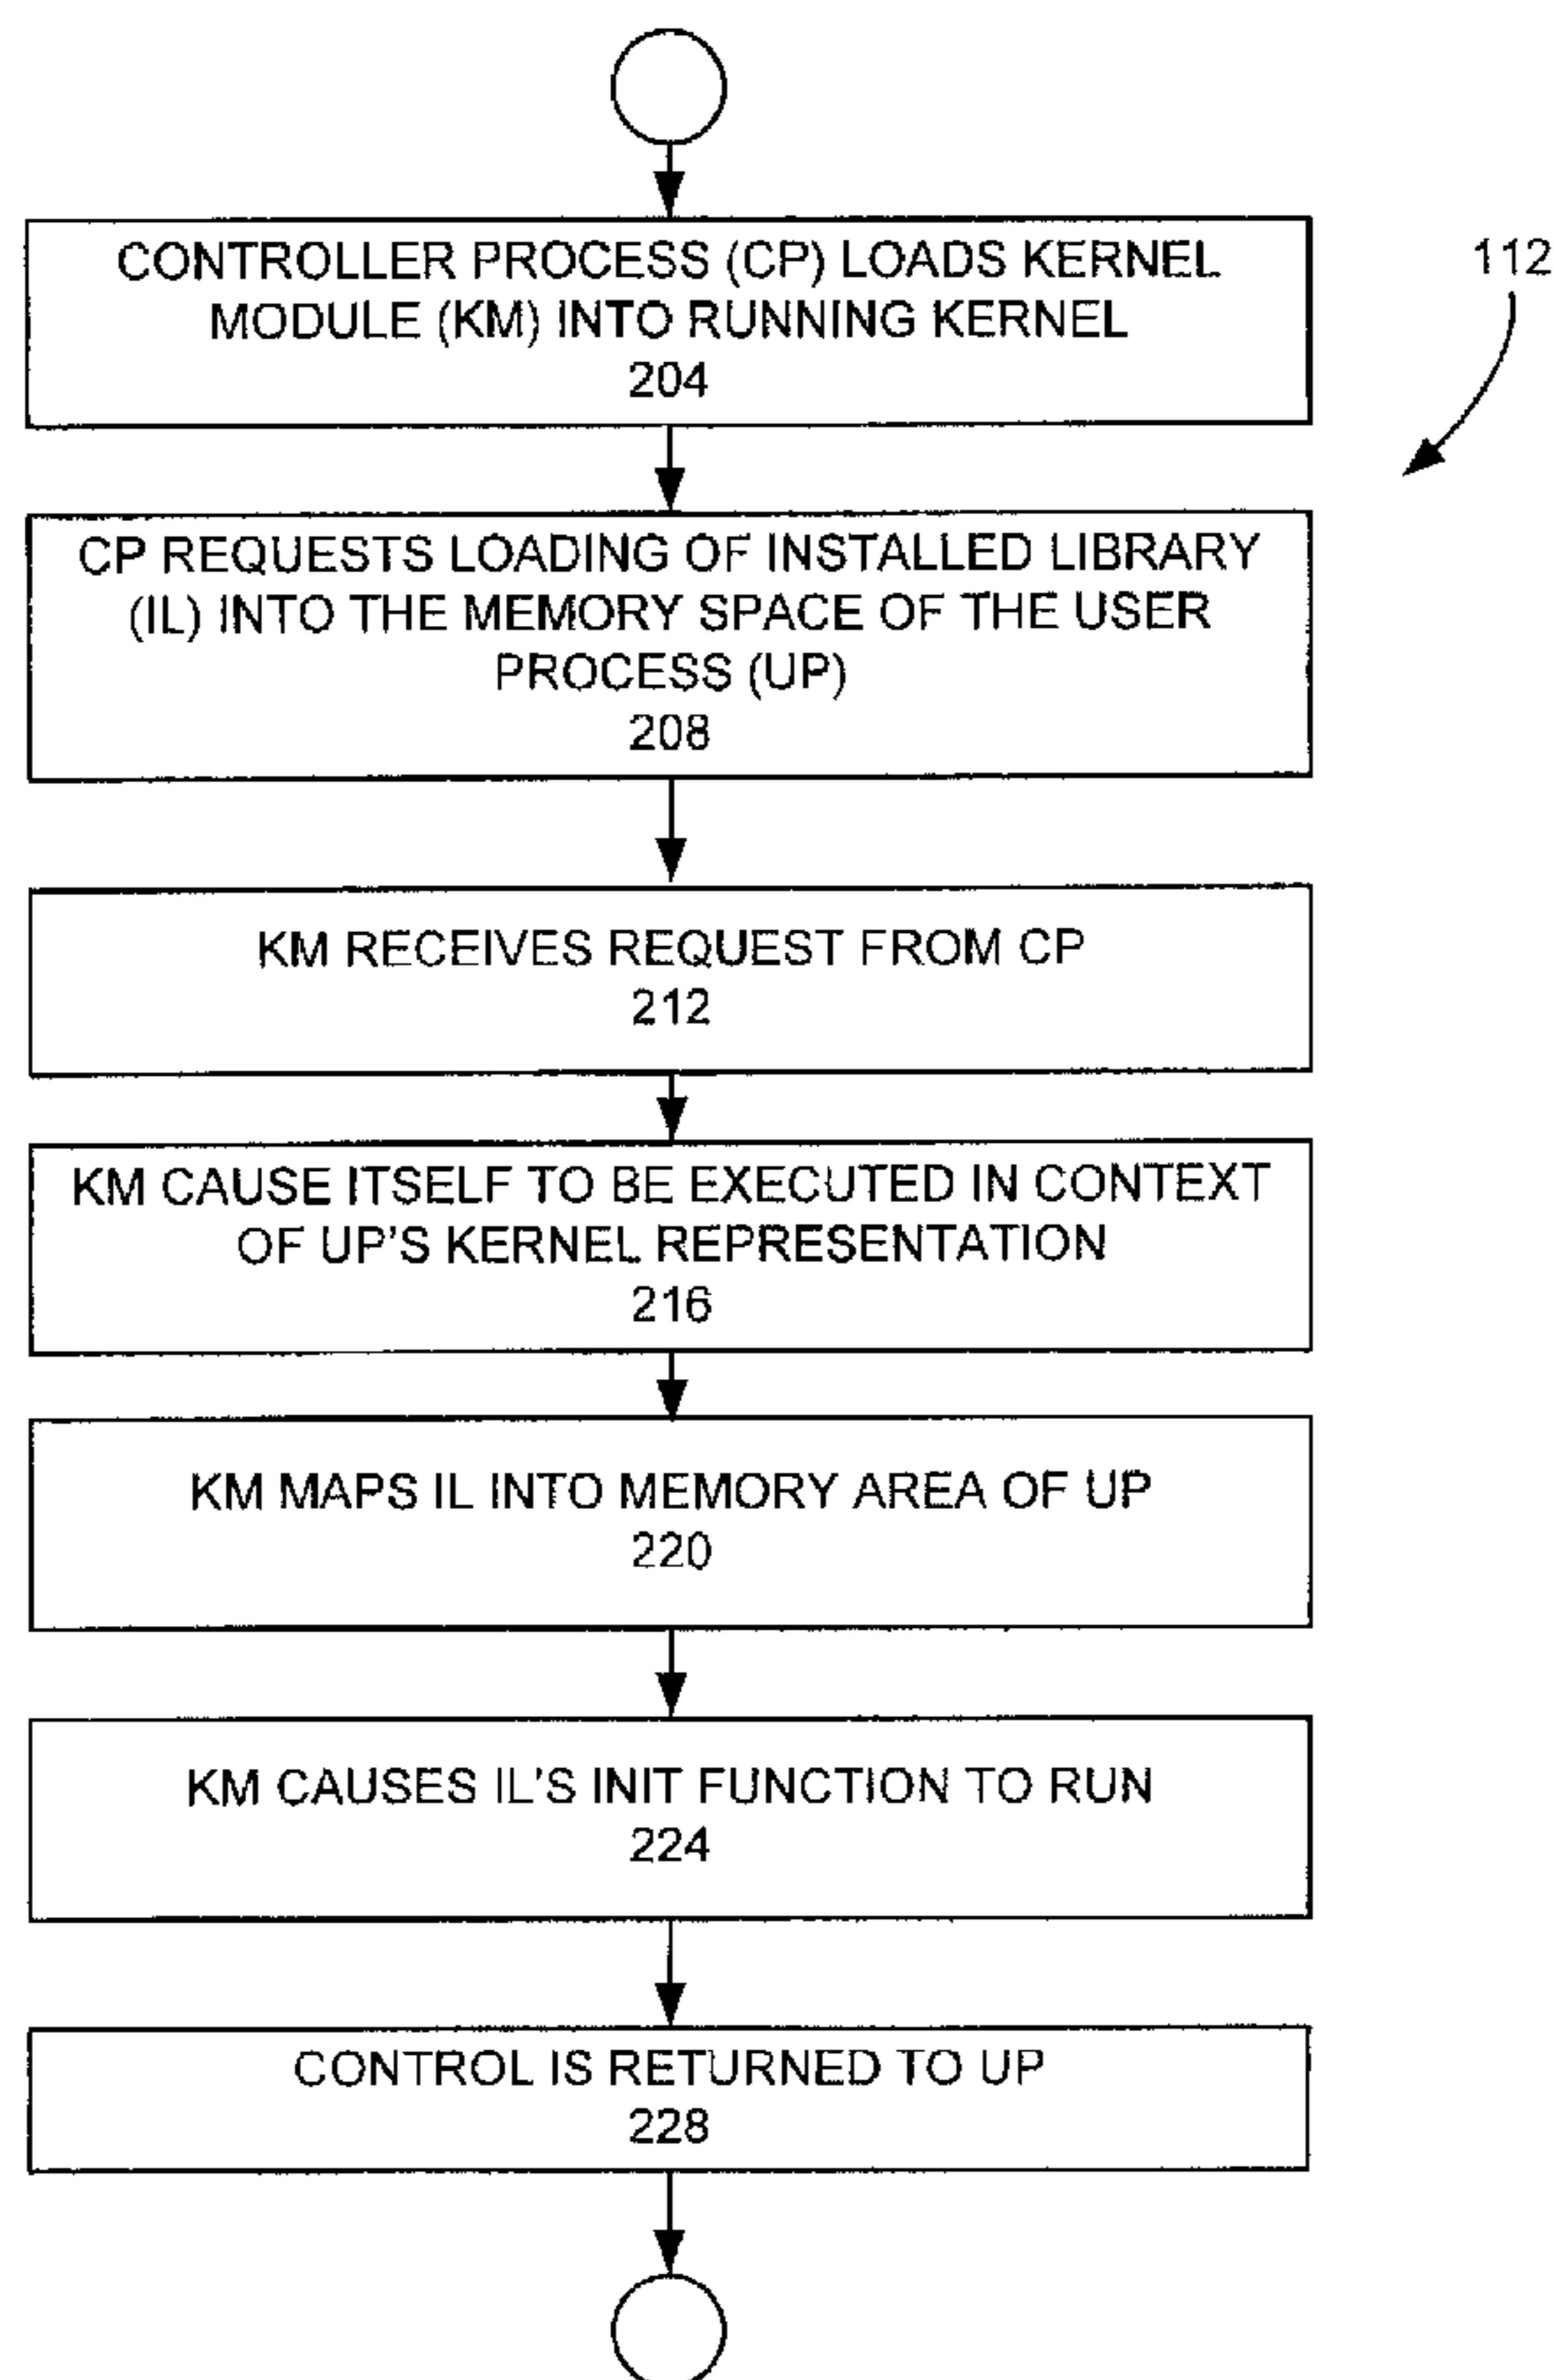 CONTROLLER PROCESS (CP) LOADS KERNEL
MODULE (KM) INTO RUNNING KERNEL
204
112
CP REQUESTS LOADING OF INSTALLED LIBRARY
(IL) INTO THE MEMORY SPACE OF THE USER
PROCESS (UP)
208
KM RECEIVES REQUEST FROM CP
212
KM CAUSE ITSELF TO BE EXECUTED IN CONTEXT
OF UP'S KERNEL REPRESENTATION
216
KM MAPS IL INTO MEMORY AREA OF UP
220
KM CAUSES IL'S INIT FUNCTION TO RUN
224
CONTROL IS RETURNED TO UP
228